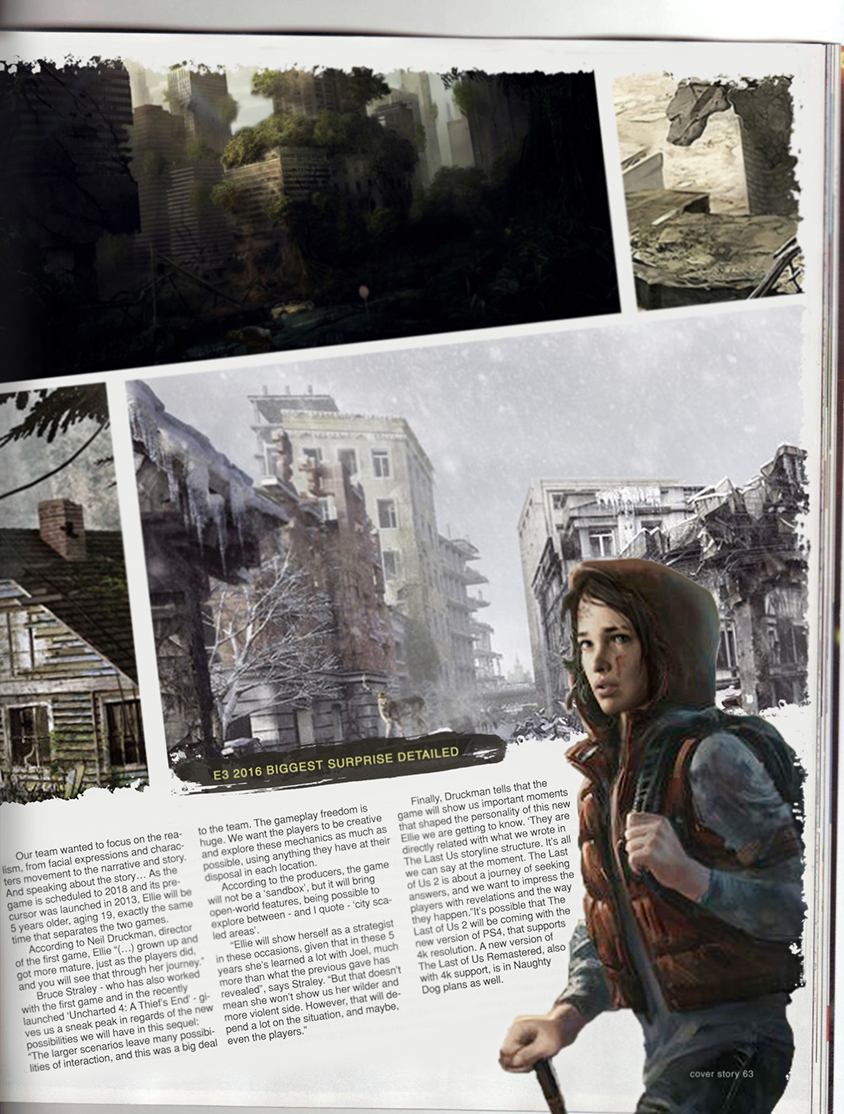 E3 2016 BIGGEST SURPRISE DETAILED
Our team wanted to focus on the rea-
lism, from facial expressions and charac-
ters movement to the narrative and story.
And speaking about the story… As the
game is scheduled to 2018 and its pre-
cursor was launched in 2013, Ellie will be
5 years older, aging 19, exactly the same
time that separates the two games.
According to Neil Druckman, director
of the first game, Ellie "(…) grown up and
got more mature, just as the players did,
and you will see that through her journey."
Bruce Straley - who has also worked
with the first game and in the recently
launched 'Uncharted 4: A Thief's End' - gi-
ves us a sneak peak in regards of the new
possibilities we will have in this sequel:
"The larger scenarios leave many possibi-
lities of interaction, and this was a big deal
to the team. The gameplay freedom is
huge. We want the players to be creative
and explore these mechanics as much as
possible, using anything they have at their
disposal in each location.
According to the producers, the game
will not be a 'sandbox', but it will bring
open-world features, being possible to
explore between - and I quote - 'city sca-
led areas'.
"Ellie will show herself as a strategist
in these occasions, given that in these 5
years she's learned a lot with Joel, much
more than what the previous gave has
revealed", says Straley. "But that doesn't
mean she won't show us her wilder and
more violent side. However, that will de-
pend a lot on the situation, and maybe,
even the players."
Finally, Druckman tells that the
game will show us important moments
that shaped the personality of this new
Ellie we are getting to know. 'They are
directly related with what we wrote in
The Last Us storyline structure. It's all
we can say at the moment. The Last
of Us 2 is about a journey of seeking
answers, and we want to impress the
players with revelations and the way
they happen."It's possible that The
Last of Us 2 will be coming with the
new version of PS4, that supports
4k resolution. A new version of
The Last of Us Remastered, also
with 4k support, is in Naughty
Dog plans as well.
cover story 63